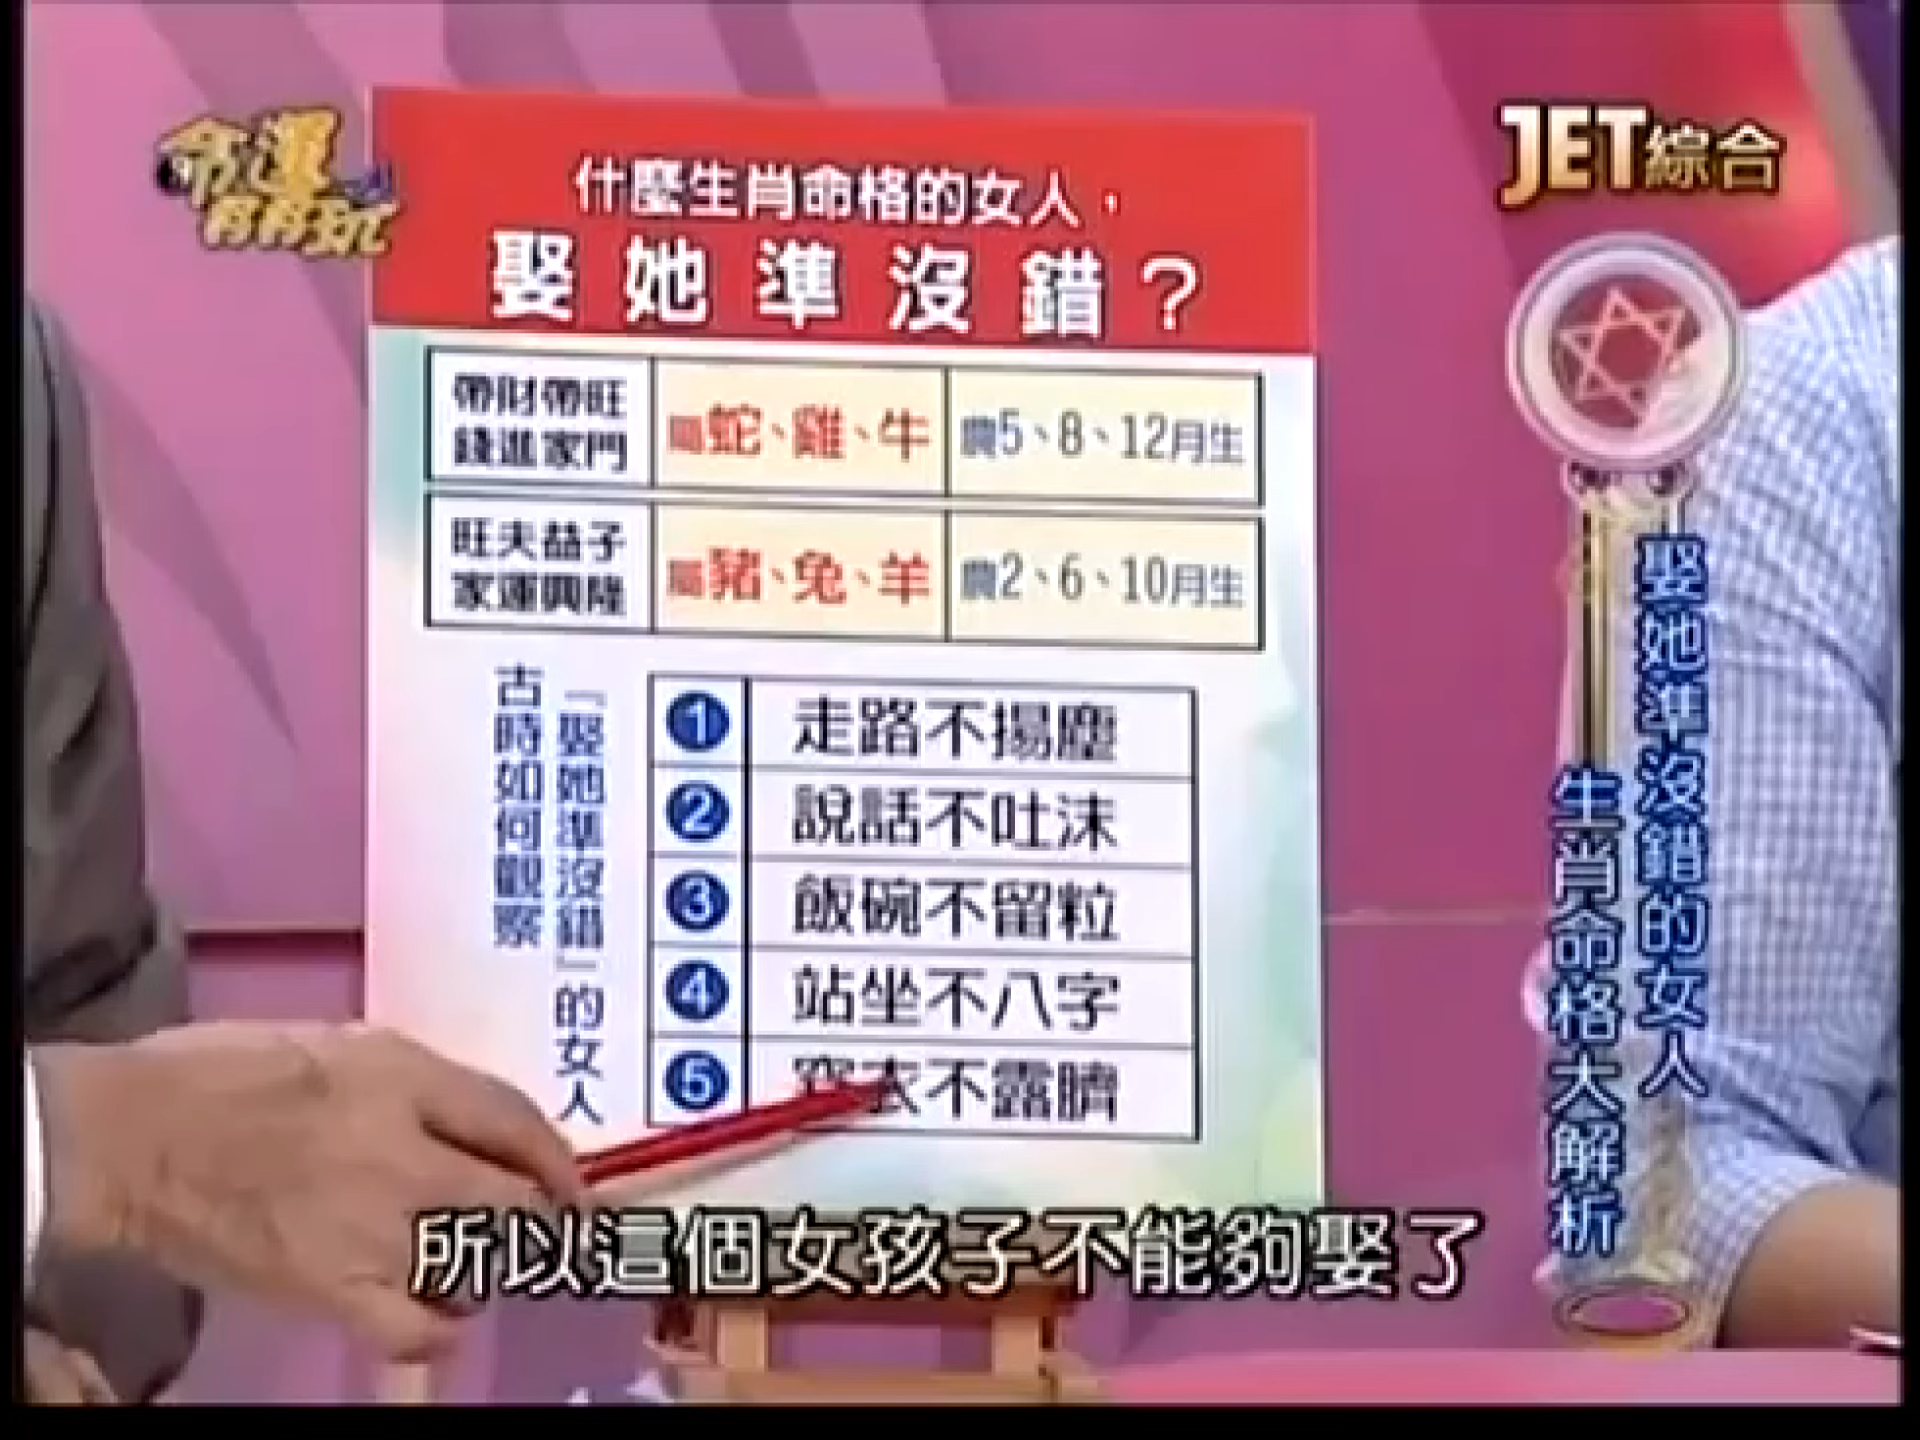 命運好好玩
JET綜合
什麼生肖命格的女人,
娶她準沒錯?
帶財帶旺
錢進家門
屬蛇、雞、牛
農5、8、12月生
旺夫益子
家運興隆
屬豬、兔、羊
農2、6、10月生
古時如何觀察
『娶她準沒錯』的女人
1 走路不揚塵
2 說話不吐沫
3 飯碗不留粒
4 站坐不八字
5 穿衣不露臍
娶她準沒錯的女人
生肖命格大解析
所以這個女孩子不能夠娶了